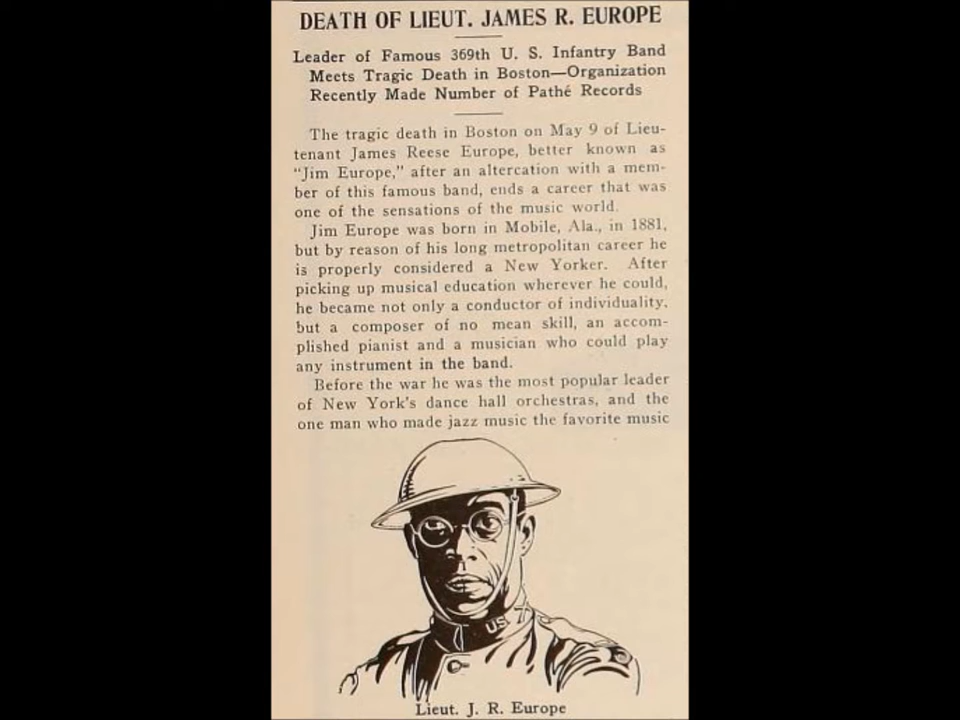 DEATH OF LIEUT. JAMES R. EUROPE
Leader of Famous 369th U. S. Infantry Band
Meets Tragic Death in Boston—Organization
Recently Made Number of Pathé Records
The tragic death in Boston on May 9 of Lieu-
tenant James Reese Europe, better known as
"Jim Europe," after an altercation with a mem-
ber of this famous band, ends a career that was
one of the sensations of the music world.
Jim Europe was born in Mobile, Ala., in 1881,
but by reason of his long metropolitan career he
is properly considered a New Yorker. After
picking up musical education wherever he could,
he became not only a conductor of individuality,
but a composer of no mean skill, an accom-
plished pianist and a musician who could play
any instrument in the band.
Before the war he was the most popular leader
of New York's dance hall orchestras, and the
one man who made jazz music the favorite music
US
Lieut. J. R. Europe